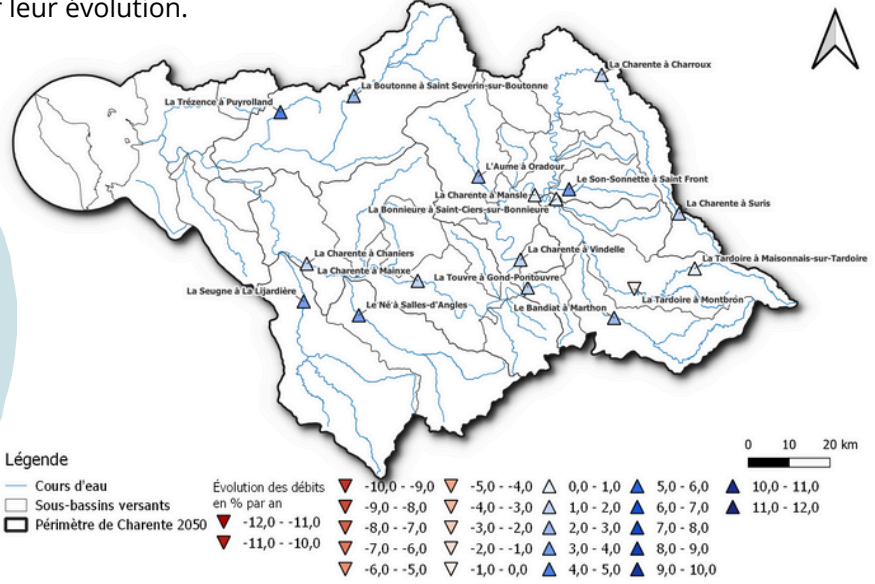 r leur évolution.
La Charente à Charroux
La Boutonne à Saint Severin-sur-Boutonne
La Trézence à Puyrolland
L'Aume à Oradour
Le Son-Sonnette à Saint Front
La Charente à Mansle
La Bonnieure à Saint-Ciers-sur-Bonnieure
La Charente à Suris
La Charente à Chaniers
La Charente à Vindelle
La Tardoire à Maisonnais-sur-Tardoire
La Charente à Mainxe
La Touvre à Gond-Pontouvre
La Seugne à La Lijardière
Le Né à Salles-d'Angles
Le Bandiat à Marthon
La Tardoire à Montbron
0 10 20 km
Légende
Cours d'eau
Sous-bassins versants
Périmètre de Charente 2050
Évolution des débits
en % par an
-12,0 - -11,0
-11,0 - -10,0
-10,0 - -9,0
-9,0 - -8,0
-8,0 - -7,0
-7,0 - -6,0
-6,0 - -5,0
-5,0 - -4,0
-4,0 - -3,0
-3,0 - -2,0
-2,0 - -1,0
-1,0 - 0,0
0,0 - 1,0
1,0 - 2,0
2,0 - 3,0
3,0 - 4,0
4,0 - 5,0
5,0 - 6,0
6,0 - 7,0
7,0 - 8,0
8,0 - 9,0
9,0 - 10,0
10,0 - 11,0
11,0 - 12,0